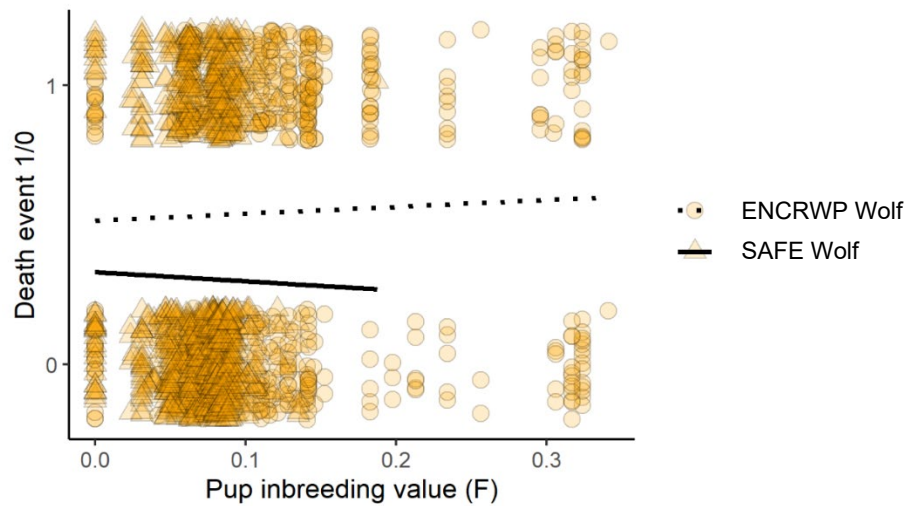 Death event 1/0
1
0
0.0 0.1 0.2 0.3
Pup inbreeding value (F)
ENCRWP Wolf
SAFE Wolf